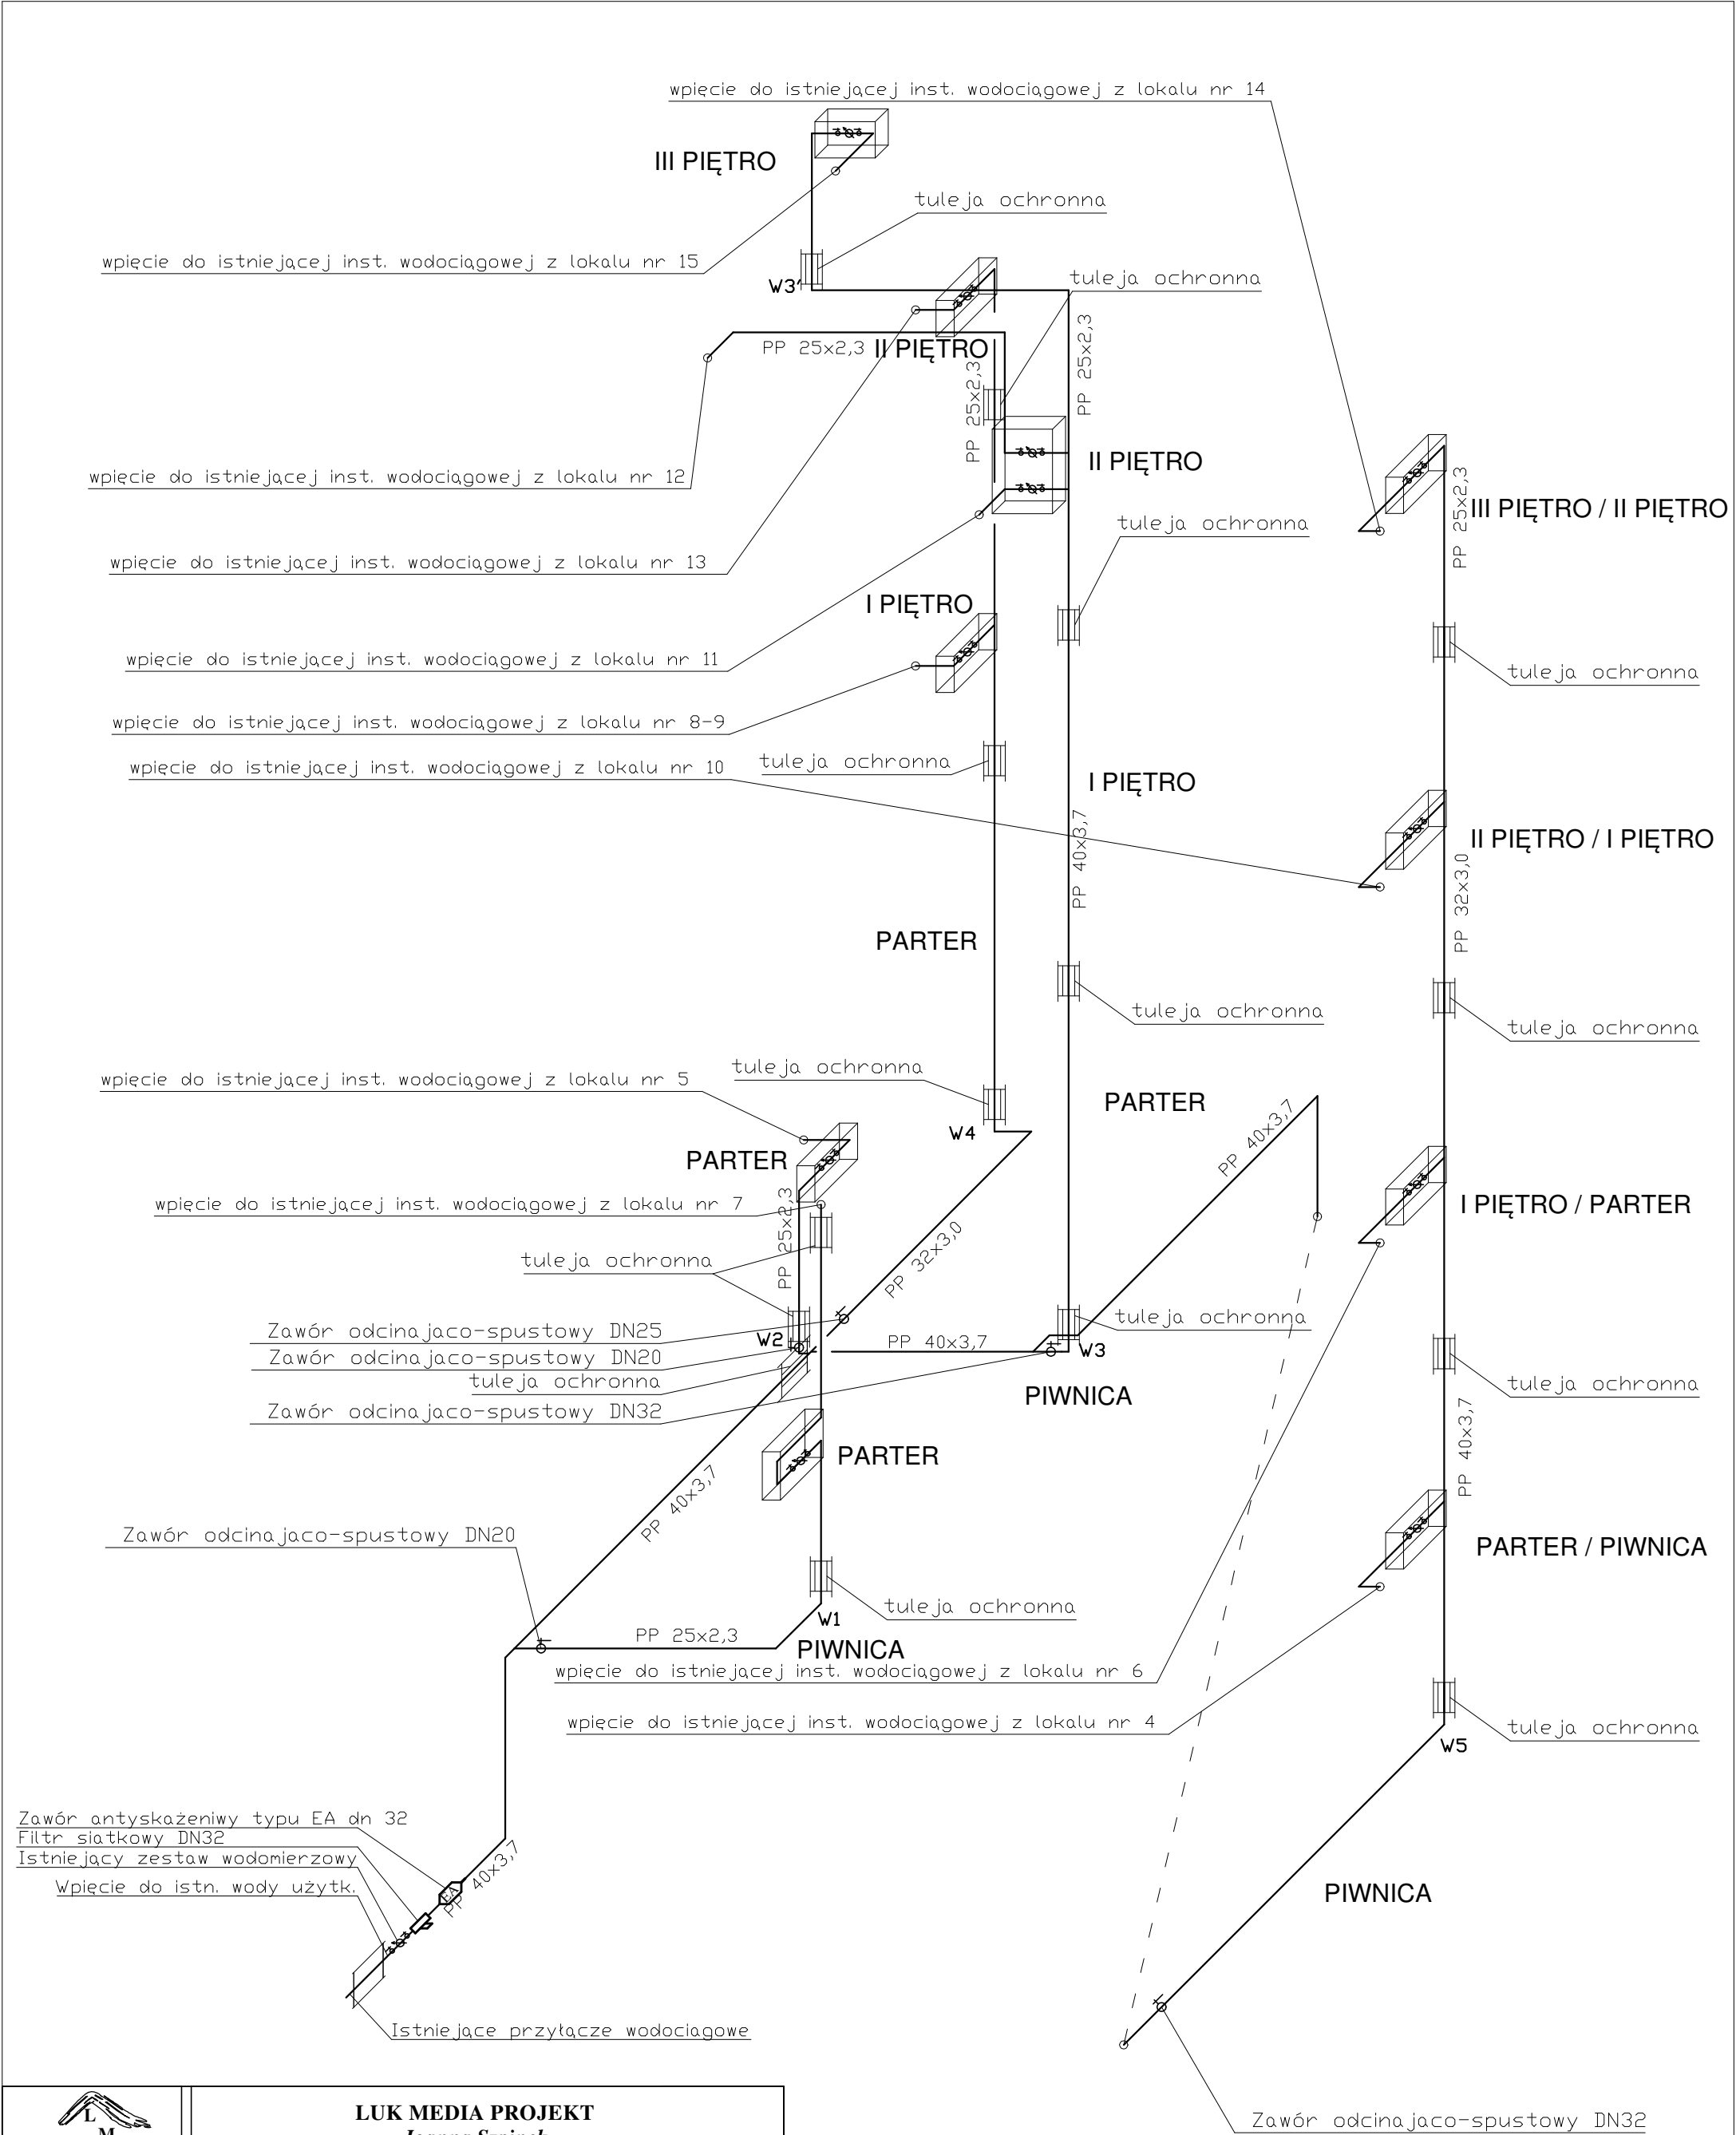 wpięcie do istniejącej inst. wodociągowej z lokalu nr 14
III PIĘTRO
tuleja ochronna
wpięcie do istniejącej inst. wodociągowej z lokalu nr 15
W3'
tuleja ochronna
PP 25x2,3
II PIĘTRO
PP 25x2,3
PP 25x2,3
wpięcie do istniejącej inst. wodociągowej z lokalu nr 12
II PIĘTRO
PP 25x2,3
III PIĘTRO / II PIĘTRO
tuleja ochronna
wpięcie do istniejącej inst. wodociągowej z lokalu nr 13
I PIĘTRO
wpięcie do istniejącej inst. wodociągowej z lokalu nr 11
tuleja ochronna
wpięcie do istniejącej inst. wodociągowej z lokalu nr 8-9
tuleja ochronna
wpięcie do istniejącej inst. wodociągowej z lokalu nr 10
I PIĘTRO
PP 40x3,7
II PIĘTRO / I PIĘTRO
PP 32x3,0
PARTER
tuleja ochronna
tuleja ochronna
tuleja ochronna
wpięcie do istniejącej inst. wodociągowej z lokalu nr 5
PARTER
W4
PP 40x3,7
PARTER
wpięcie do istniejącej inst. wodociągowej z lokalu nr 7
PP 25x2,3
I PIĘTRO / PARTER
tuleja ochronna
PP 32x3,0
tuleja ochronna
Zawór odcinajaco-spustowy DN25
W2
PP 40x3,7
W3
Zawór odcinajaco-spustowy DN20
tuleja ochronna
tuleja ochronna
PIWNICA
Zawór odcinajaco-spustowy DN32
PARTER
PP 40x3,7
PP 40x3,7
Zawór odcinajaco-spustowy DN20
PARTER / PIWNICA
tuleja ochronna
W1
PP 25x2,3
PIWNICA
wpięcie do istniejącej inst. wodociągowej z lokalu nr 6
wpięcie do istniejącej inst. wodociągowej z lokalu nr 4
tuleja ochronna
W5
Zawór antyskażeniwy typu EA dn 32
Filtr siatkowy DN32
Istniejący zestaw wodomierzowy
Wpięcie do istn. wody użytk.
EA
PP 40x3,7
PIWNICA
Istniejące przyłącze wodociagowe
L
M
LUK MEDIA PROJEKT
Zawór odcinajaco-spustowy DN32